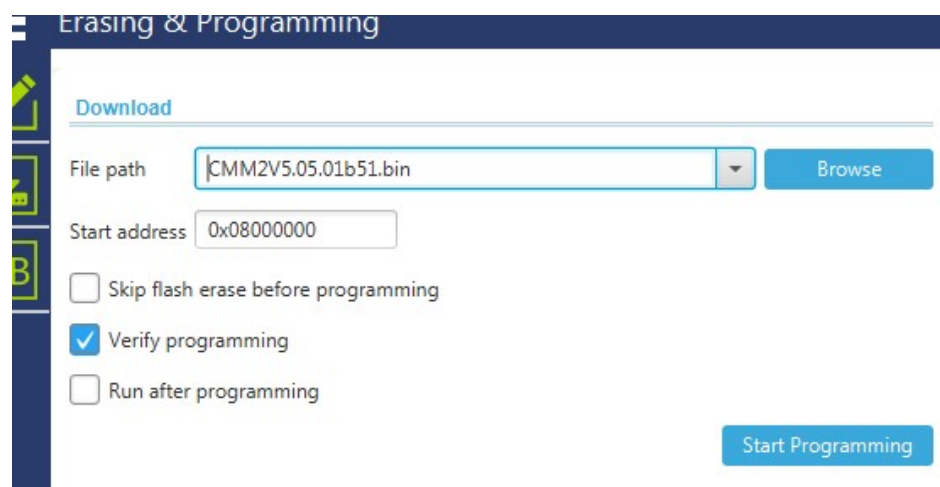 Erasing & Programming
Download
File path CMM2V5.05.01b51.bin Browse
Start address 0x08000000
Skip flash erase before programming
Verify programming
Run after programming
Start Programming
B